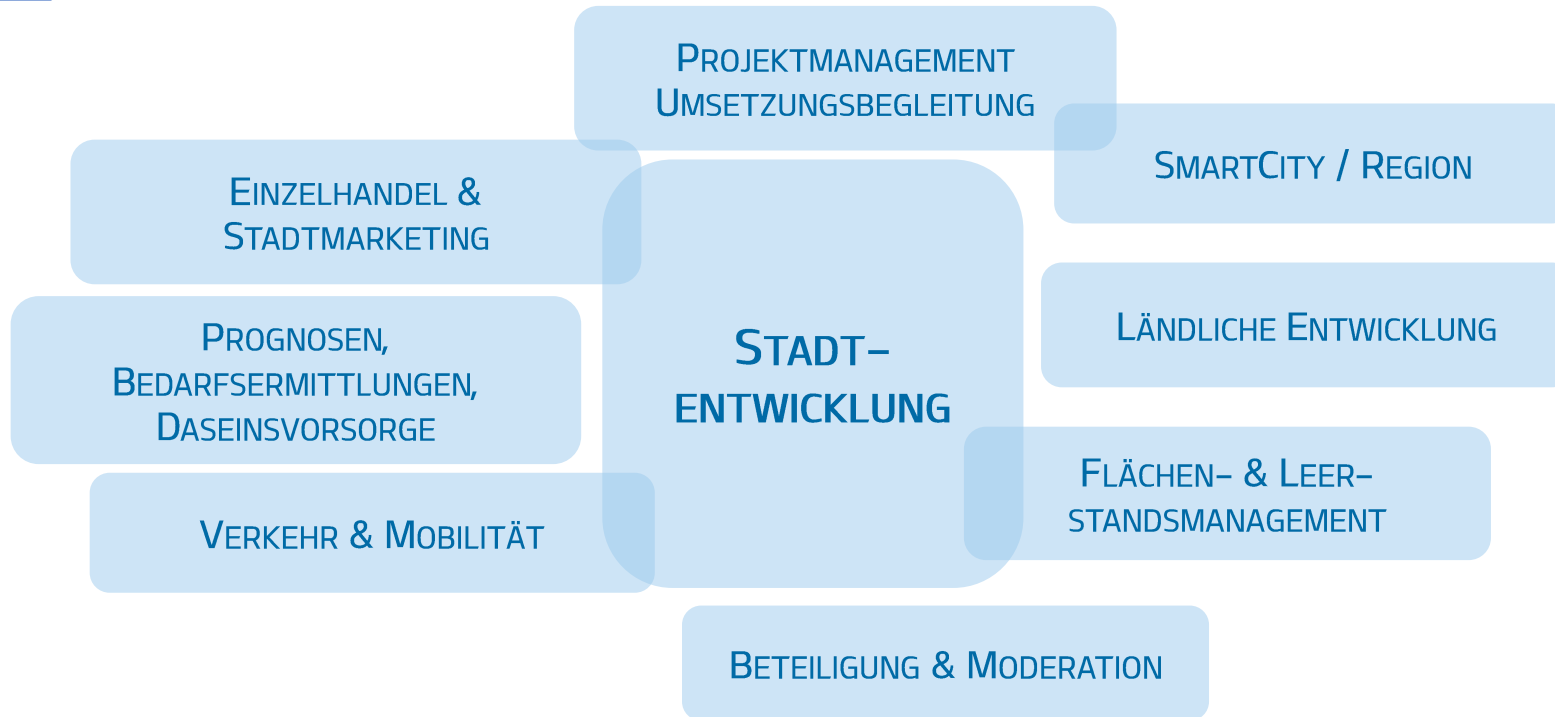 Projektmanagement
Umsetzungsbegleitung
SmartCity / Region
Einzelhandel &
Stadtmarketing
Prognosen,
Bedarfsermittlungen,
Daseinsvorsorge
Stadt-
entwicklung
Ländliche Entwicklung
Flächen- & Leer-
standsmanagement
Verkehr & Mobilität
Beteiligung & Moderation